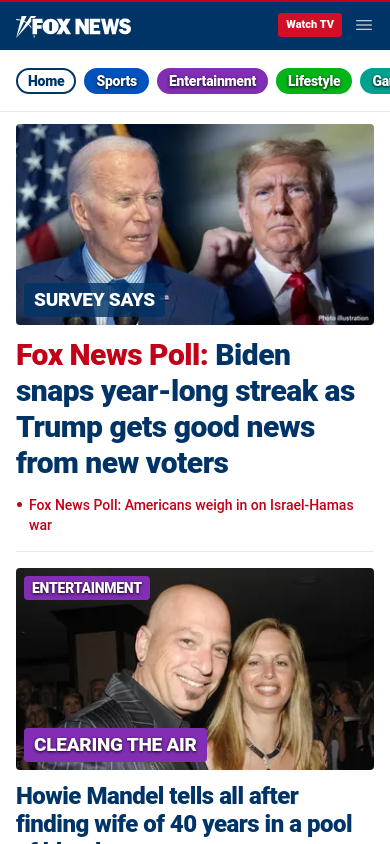 FOX NEWS
Watch TV
Home
Sports
Entertainment
Lifestyle
SURVEY SAYS
Photo illustration
Fox News Poll: Biden
snaps year-long streak as
Trump gets good news
from new voters
Fox News Poll: Americans weigh in on Israel-Hamas
war
ENTERTAINMENT
CLEARING THE AIR
Howie Mandel tells all after
finding wife of 40 years in a pool